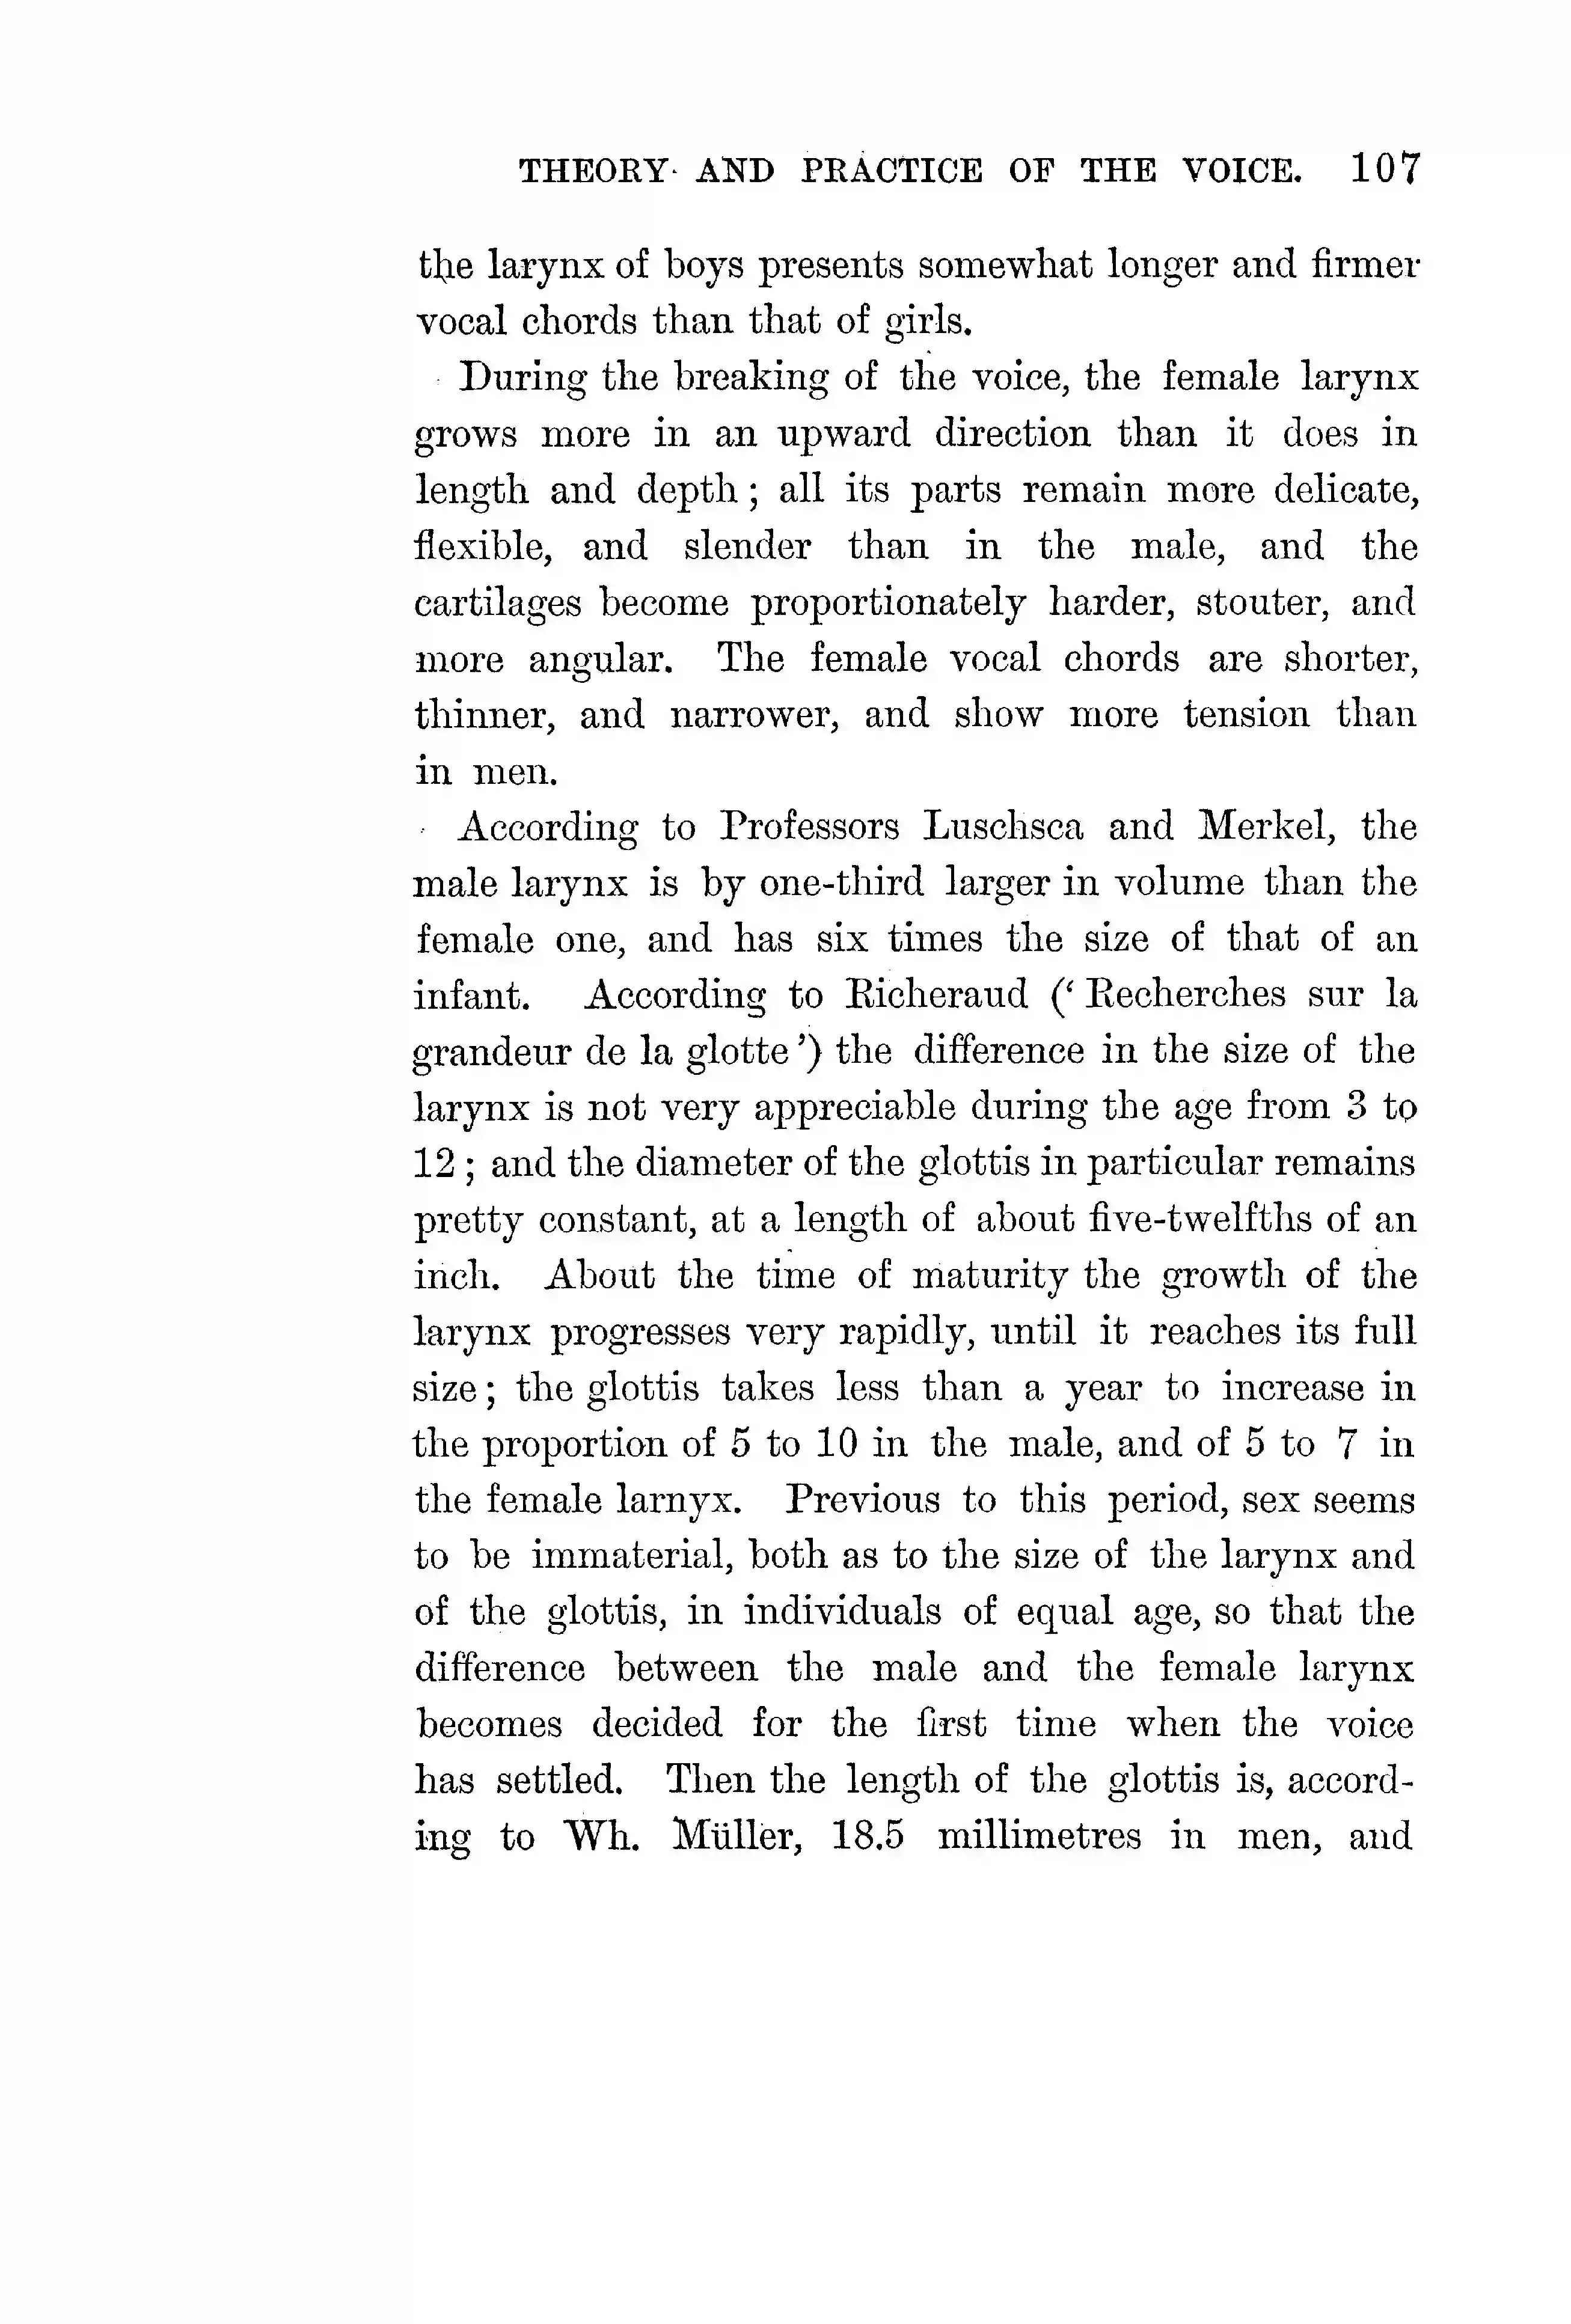 THEORY AND PRACTICE OF THE VOICE. 107
the larynx of boys presents somewhat longer and firmer
vocal chords than that of girls.
During the breaking of the voice, the female larynx
grows more in an upward direction than it does in
length and depth; all its parts remain more delicate,
flexible, and slender than in the male, and the
cartilages become proportionately harder, stouter, and
more angular. The female vocal chords are shorter,
thinner, and narrower, and show more tension than
in men.
According to Professors Luschsca and Merkel, the
male larynx is by one-third larger in volume than the
female one, and has six times the size of that of an
infant. According to Richeraud (‘Recherches sur la
grandeur de la glotte’) the difference in the size of the
larynx is not very appreciable during the age from 3 to
12; and the diameter of the glottis in particular remains
pretty constant, at a length of about five-twelfths of an
inch. About the time of maturity the growth of the
larynx progresses very rapidly, until it reaches its full
size; the glottis takes less than a year to increase in
the proportion of 5 to 10 in the male, and of 5 to 7 in
the female larnyx. Previous to this period, sex seems
to be immaterial, both as to the size of the larynx and
of the glottis, in individuals of equal age, so that the
difference between the male and the female larynx
becomes decided for the first time when the voice
has settled. Then the length of the glottis is, accord-
ing to Wh. Müller, 18.5 millimetres in men, and